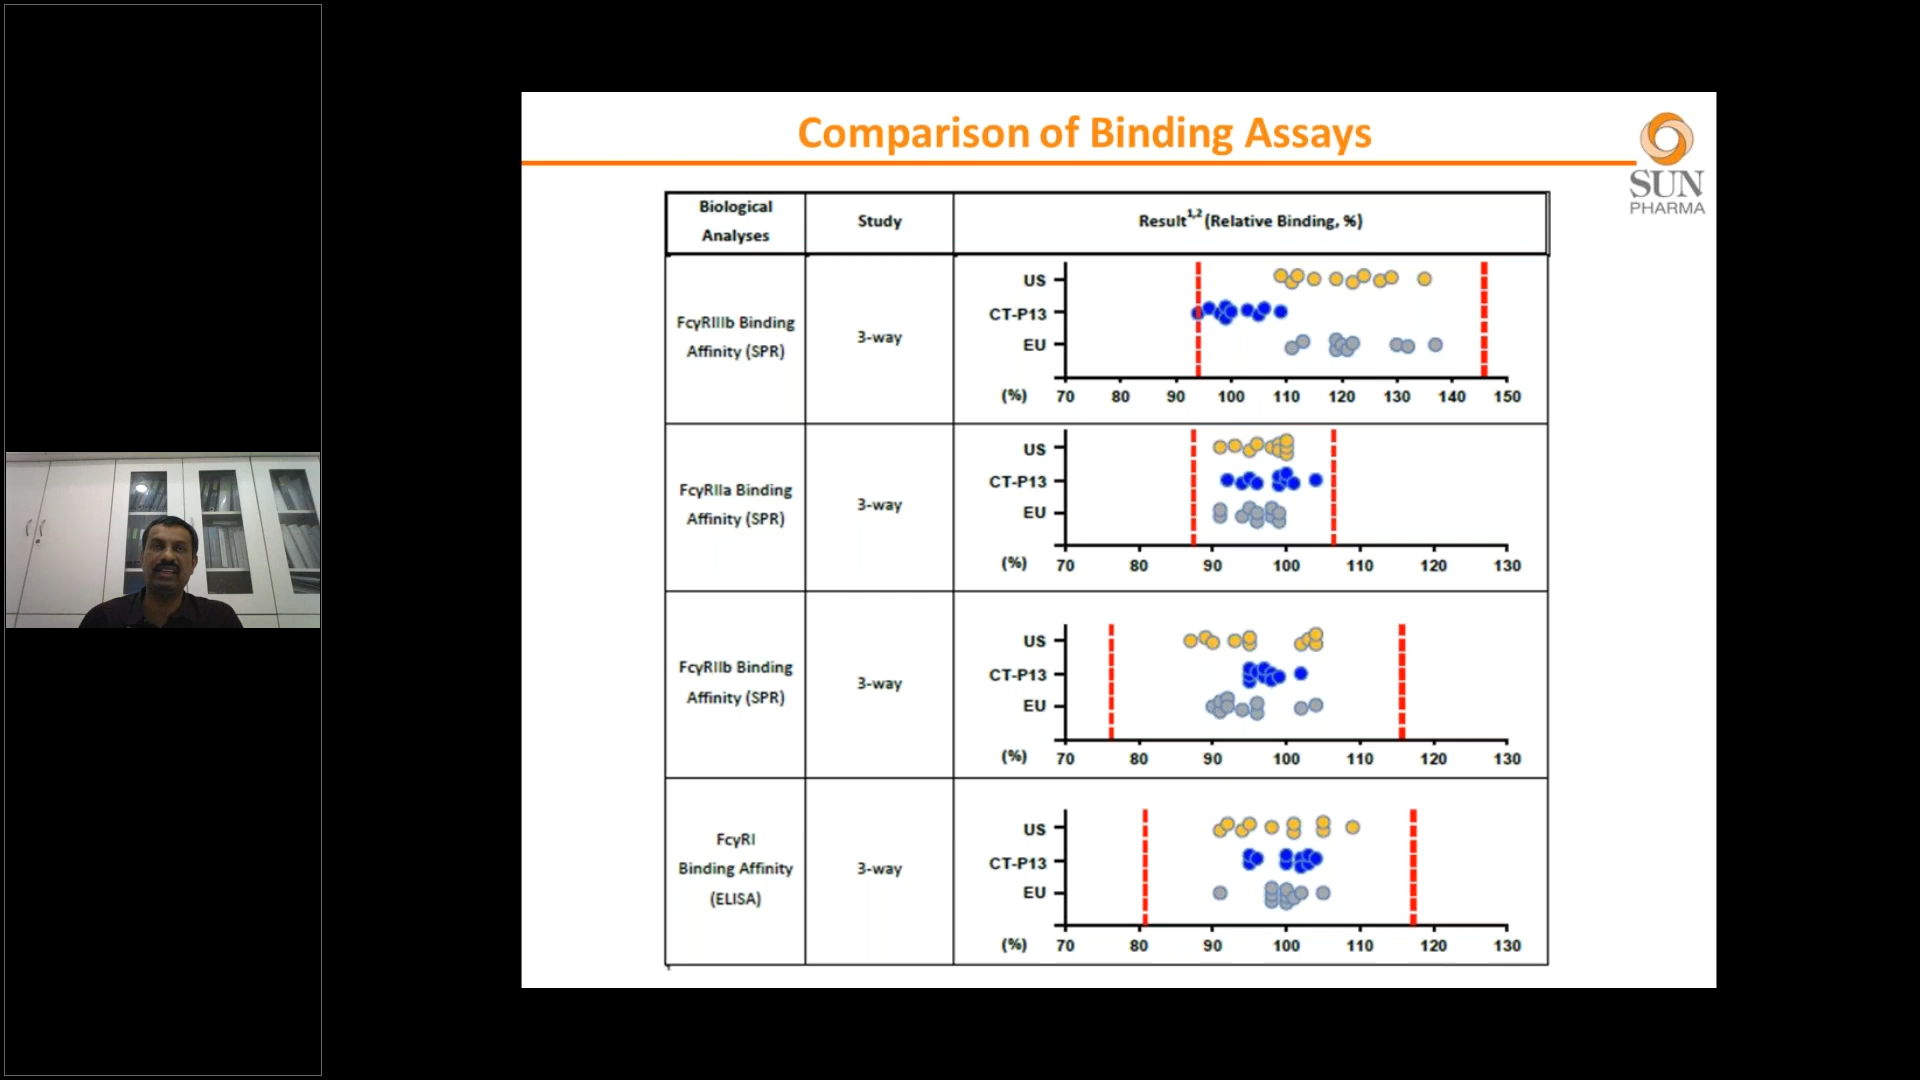 Comparison of Binding Assays
SUN
PHARMA
Biological
Analyses
Study
Result1,2 (Relative Binding, %)
FcγRIIIb Binding
Affinity (SPR)
3-way
US
CT-P13
EU
(%) 70 80 90 100 110 120 130 140 150
FcγRIIa Binding
Affinity (SPR)
3-way
US
CT-P13
EU
(%) 70 80 90 100 110 120 130
FcγRIIb Binding
Affinity (SPR)
3-way
US
CT-P13
EU
(%) 70 80 90 100 110 120 130
FcγRI
Binding Affinity
(ELISA)
3-way
US
CT-P13
EU
(%) 70 80 90 100 110 120 130